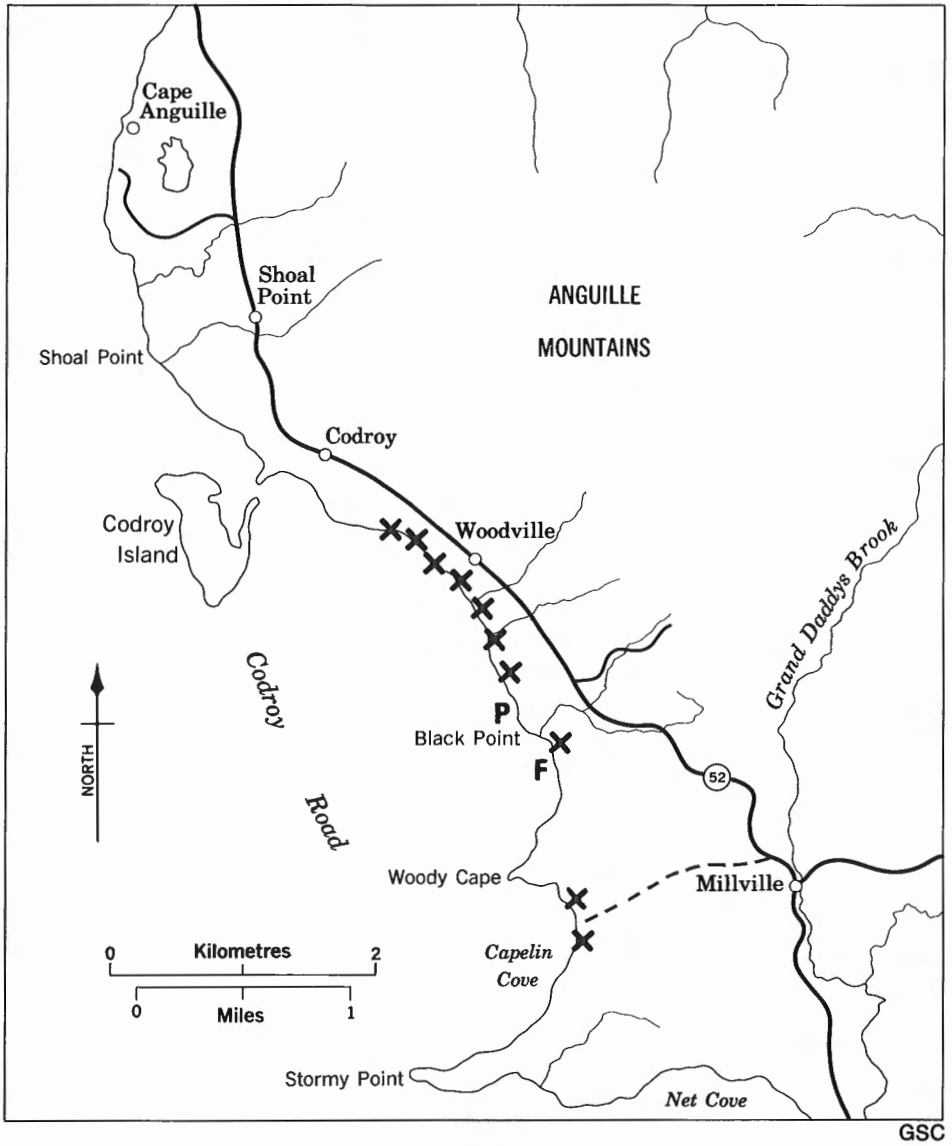 Cape
Anguille
Shoal
Point
ANGUILLE
MOUNTAINS
Shoal Point
Codroy
Codroy
Island
Woodville
Grand Daddys Brook
Codroy
Road
P
Black Point
F
NORTH
52
Woody Cape
Millville
Capelin
Cove
0 Kilometres 2
0 Miles 1
Stormy Point
Net Cove
GSC